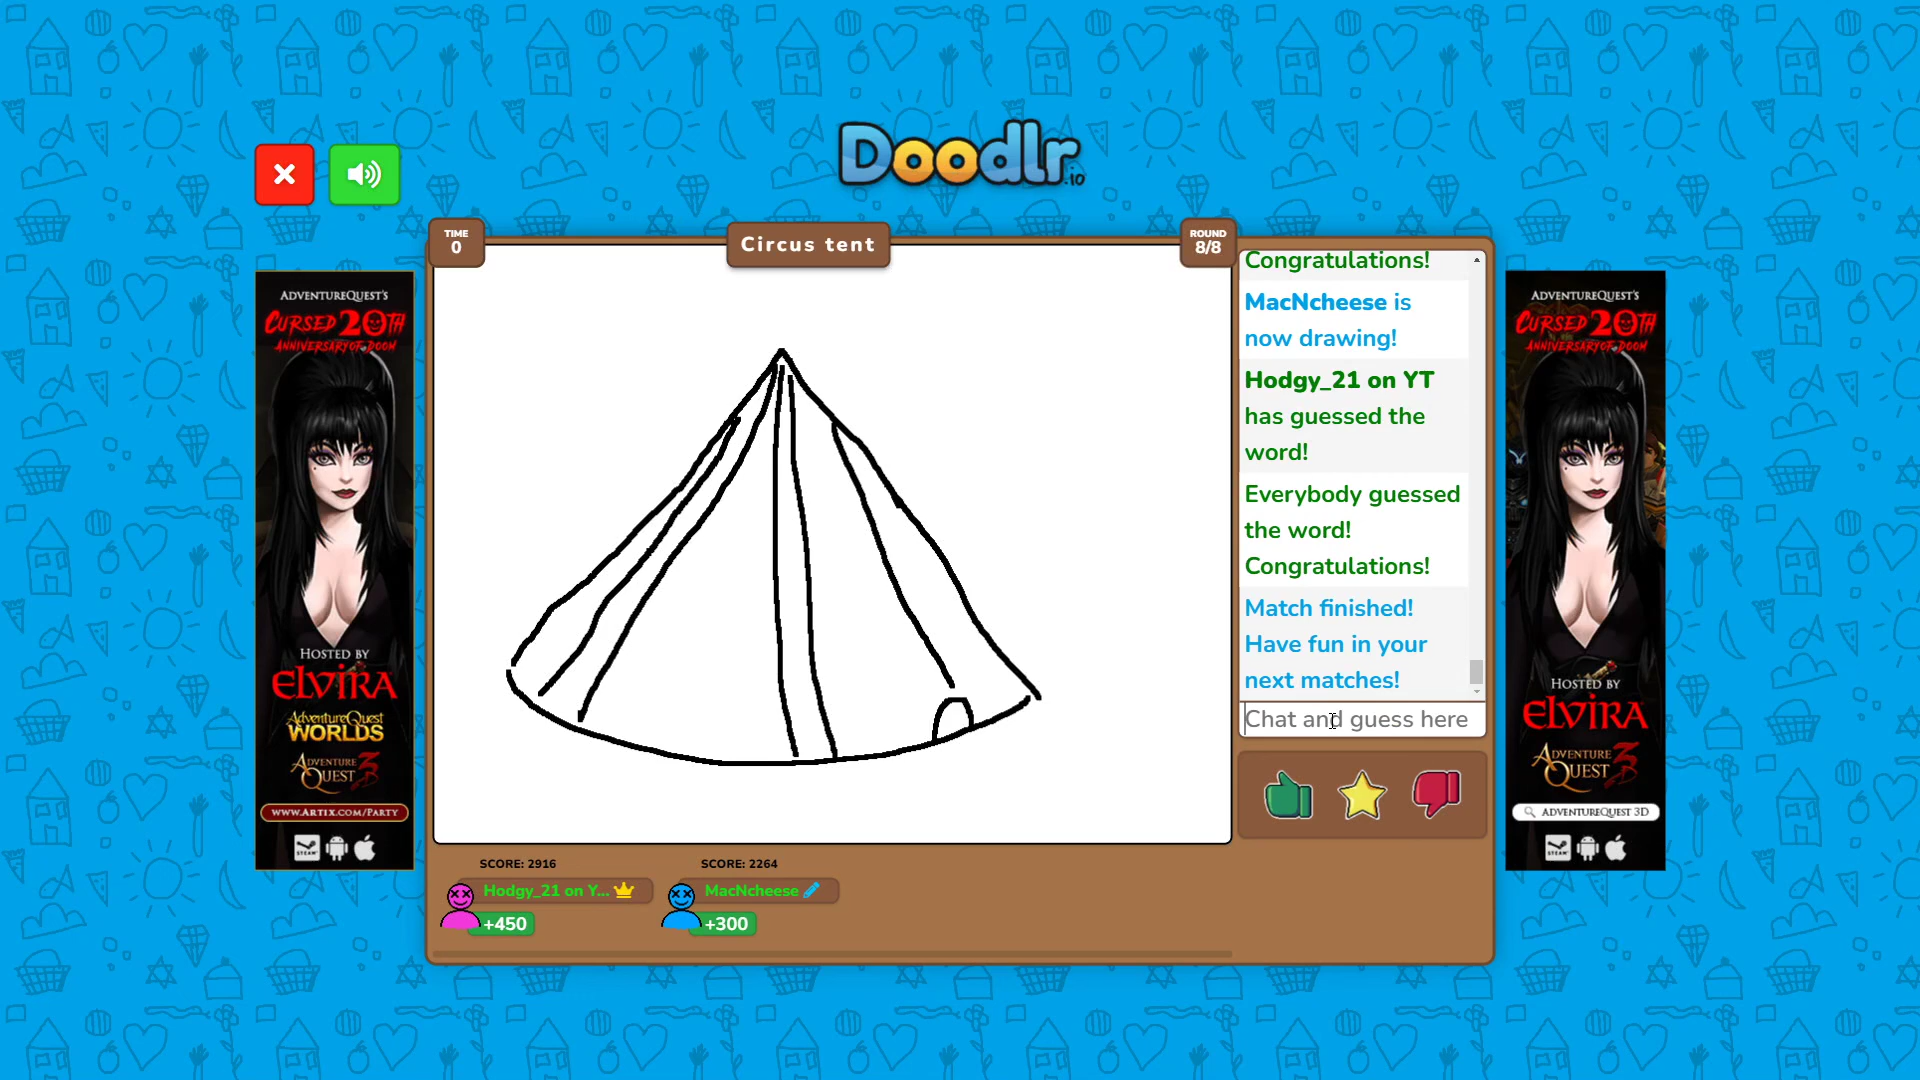 Doodlr.io
TIME
0
Circus tent
ROUND
8/8
Congratulations!
MacNcheese is
now drawing!
Hodgy_21 on YT
has guessed the
word!
Everybody guessed
the word!
Congratulations!
Match finished!
Have fun in your
next matches!
Chat and guess here
SCORE: 2916
Hodgy_21 on Y...
+450
SCORE: 2264
MacNcheese
+300
ADVENTUREQUEST'S
CURSED 20TH
ANNIVERSARY OF DOOM
HOSTED BY
ELVIRA
AdventureQuest
WORLDS
ADVENTURE
QUEST 3D
WWW.ARTIX.COM/PARTY
STEAM
ADVENTUREQUEST'S
CURSED 20TH
ANNIVERSARY OF DOOM
HOSTED BY
ELVIRA
ADVENTURE
QUEST 3D
ADVENTUREQUEST 3D
STEAM